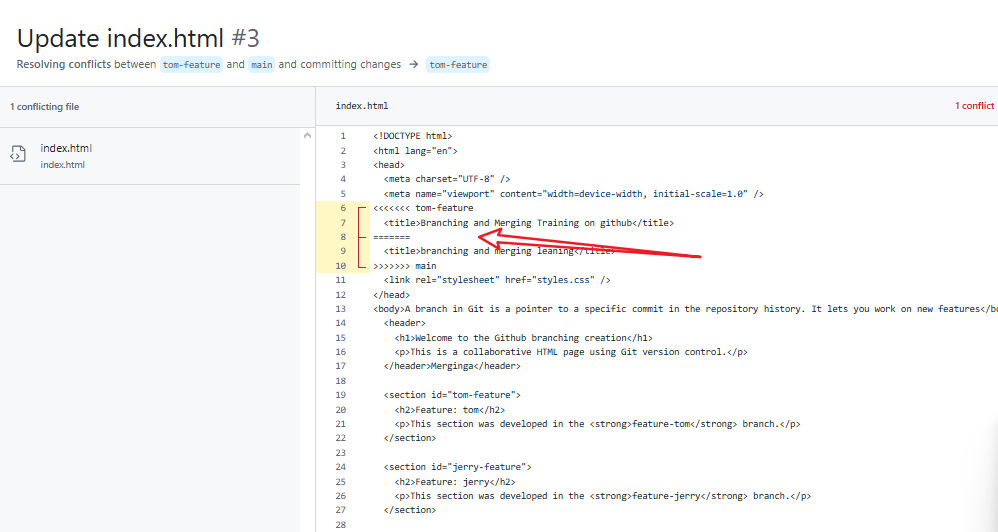 Update index.html #3
Resolving conflicts between tom-feature and main and committing changes → tom-feature
1 conflicting file
index.html
index.html
index.html
1 conflict
1 <!DOCTYPE html>
2 <html lang="en">
3 <head>
4 <meta charset="UTF-8" />
5 <meta name="viewport" content="width=device-width, initial-scale=1.0" />
6 <<<<<<< tom-feature
7 <title>Branching and Merging Training on github</title>
8 =======
9 <title>branching and merging leaning</title>
10 >>>>>>> main
11 <link rel="stylesheet" href="styles.css" />
12 </head>
13 <body>A branch in Git is a pointer to a specific commit in the repository history. It lets you work on new features</bo
14 <header>
15 <h1>Welcome to the Github branching creation</h1>
16 <p>This is a collaborative HTML page using Git version control.</p>
17 </header>Merginga</header>
18
19 <section id="tom-feature">
20 <h2>Feature: tom</h2>
21 <p>This section was developed in the <strong>feature-tom</strong> branch.</p>
22 </section>
23
24 <section id="jerry-feature">
25 <h2>Feature: jerry</h2>
26 <p>This section was developed in the <strong>feature-jerry</strong> branch.</p>
27 </section>
28